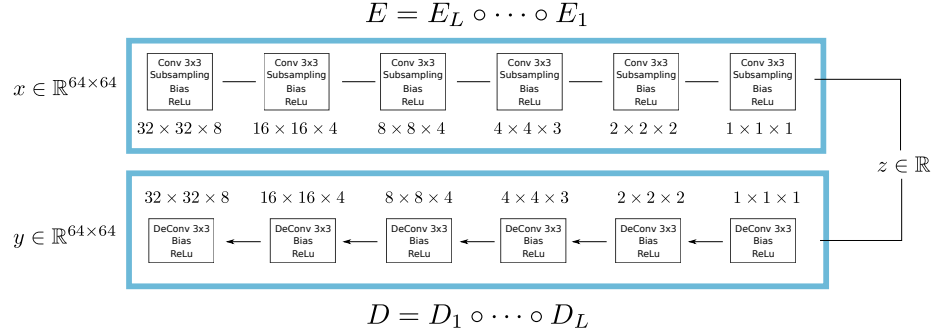 E = E_L ∘ ⋯ ∘ E_1
x ∈ ℝ^{64×64}
Conv 3x3
Subsampling
Bias
ReLu
Conv 3x3
Subsampling
Bias
ReLu
Conv 3x3
Subsampling
Bias
ReLu
Conv 3x3
Subsampling
Bias
ReLu
Conv 3x3
Subsampling
Bias
ReLu
Conv 3x3
Subsampling
Bias
ReLu
32 × 32 × 8 16 × 16 × 4 8 × 8 × 4 4 × 4 × 3 2 × 2 × 2 1 × 1 × 1
z ∈ ℝ
32 × 32 × 8 16 × 16 × 4 8 × 8 × 4 4 × 4 × 3 2 × 2 × 2 1 × 1 × 1
y ∈ ℝ^{64×64}
DeConv 3x3
Bias
ReLu
DeConv 3x3
Bias
ReLu
DeConv 3x3
Bias
ReLu
DeConv 3x3
Bias
ReLu
DeConv 3x3
Bias
ReLu
DeConv 3x3
Bias
ReLu
D = D_1 ∘ ⋯ ∘ D_L